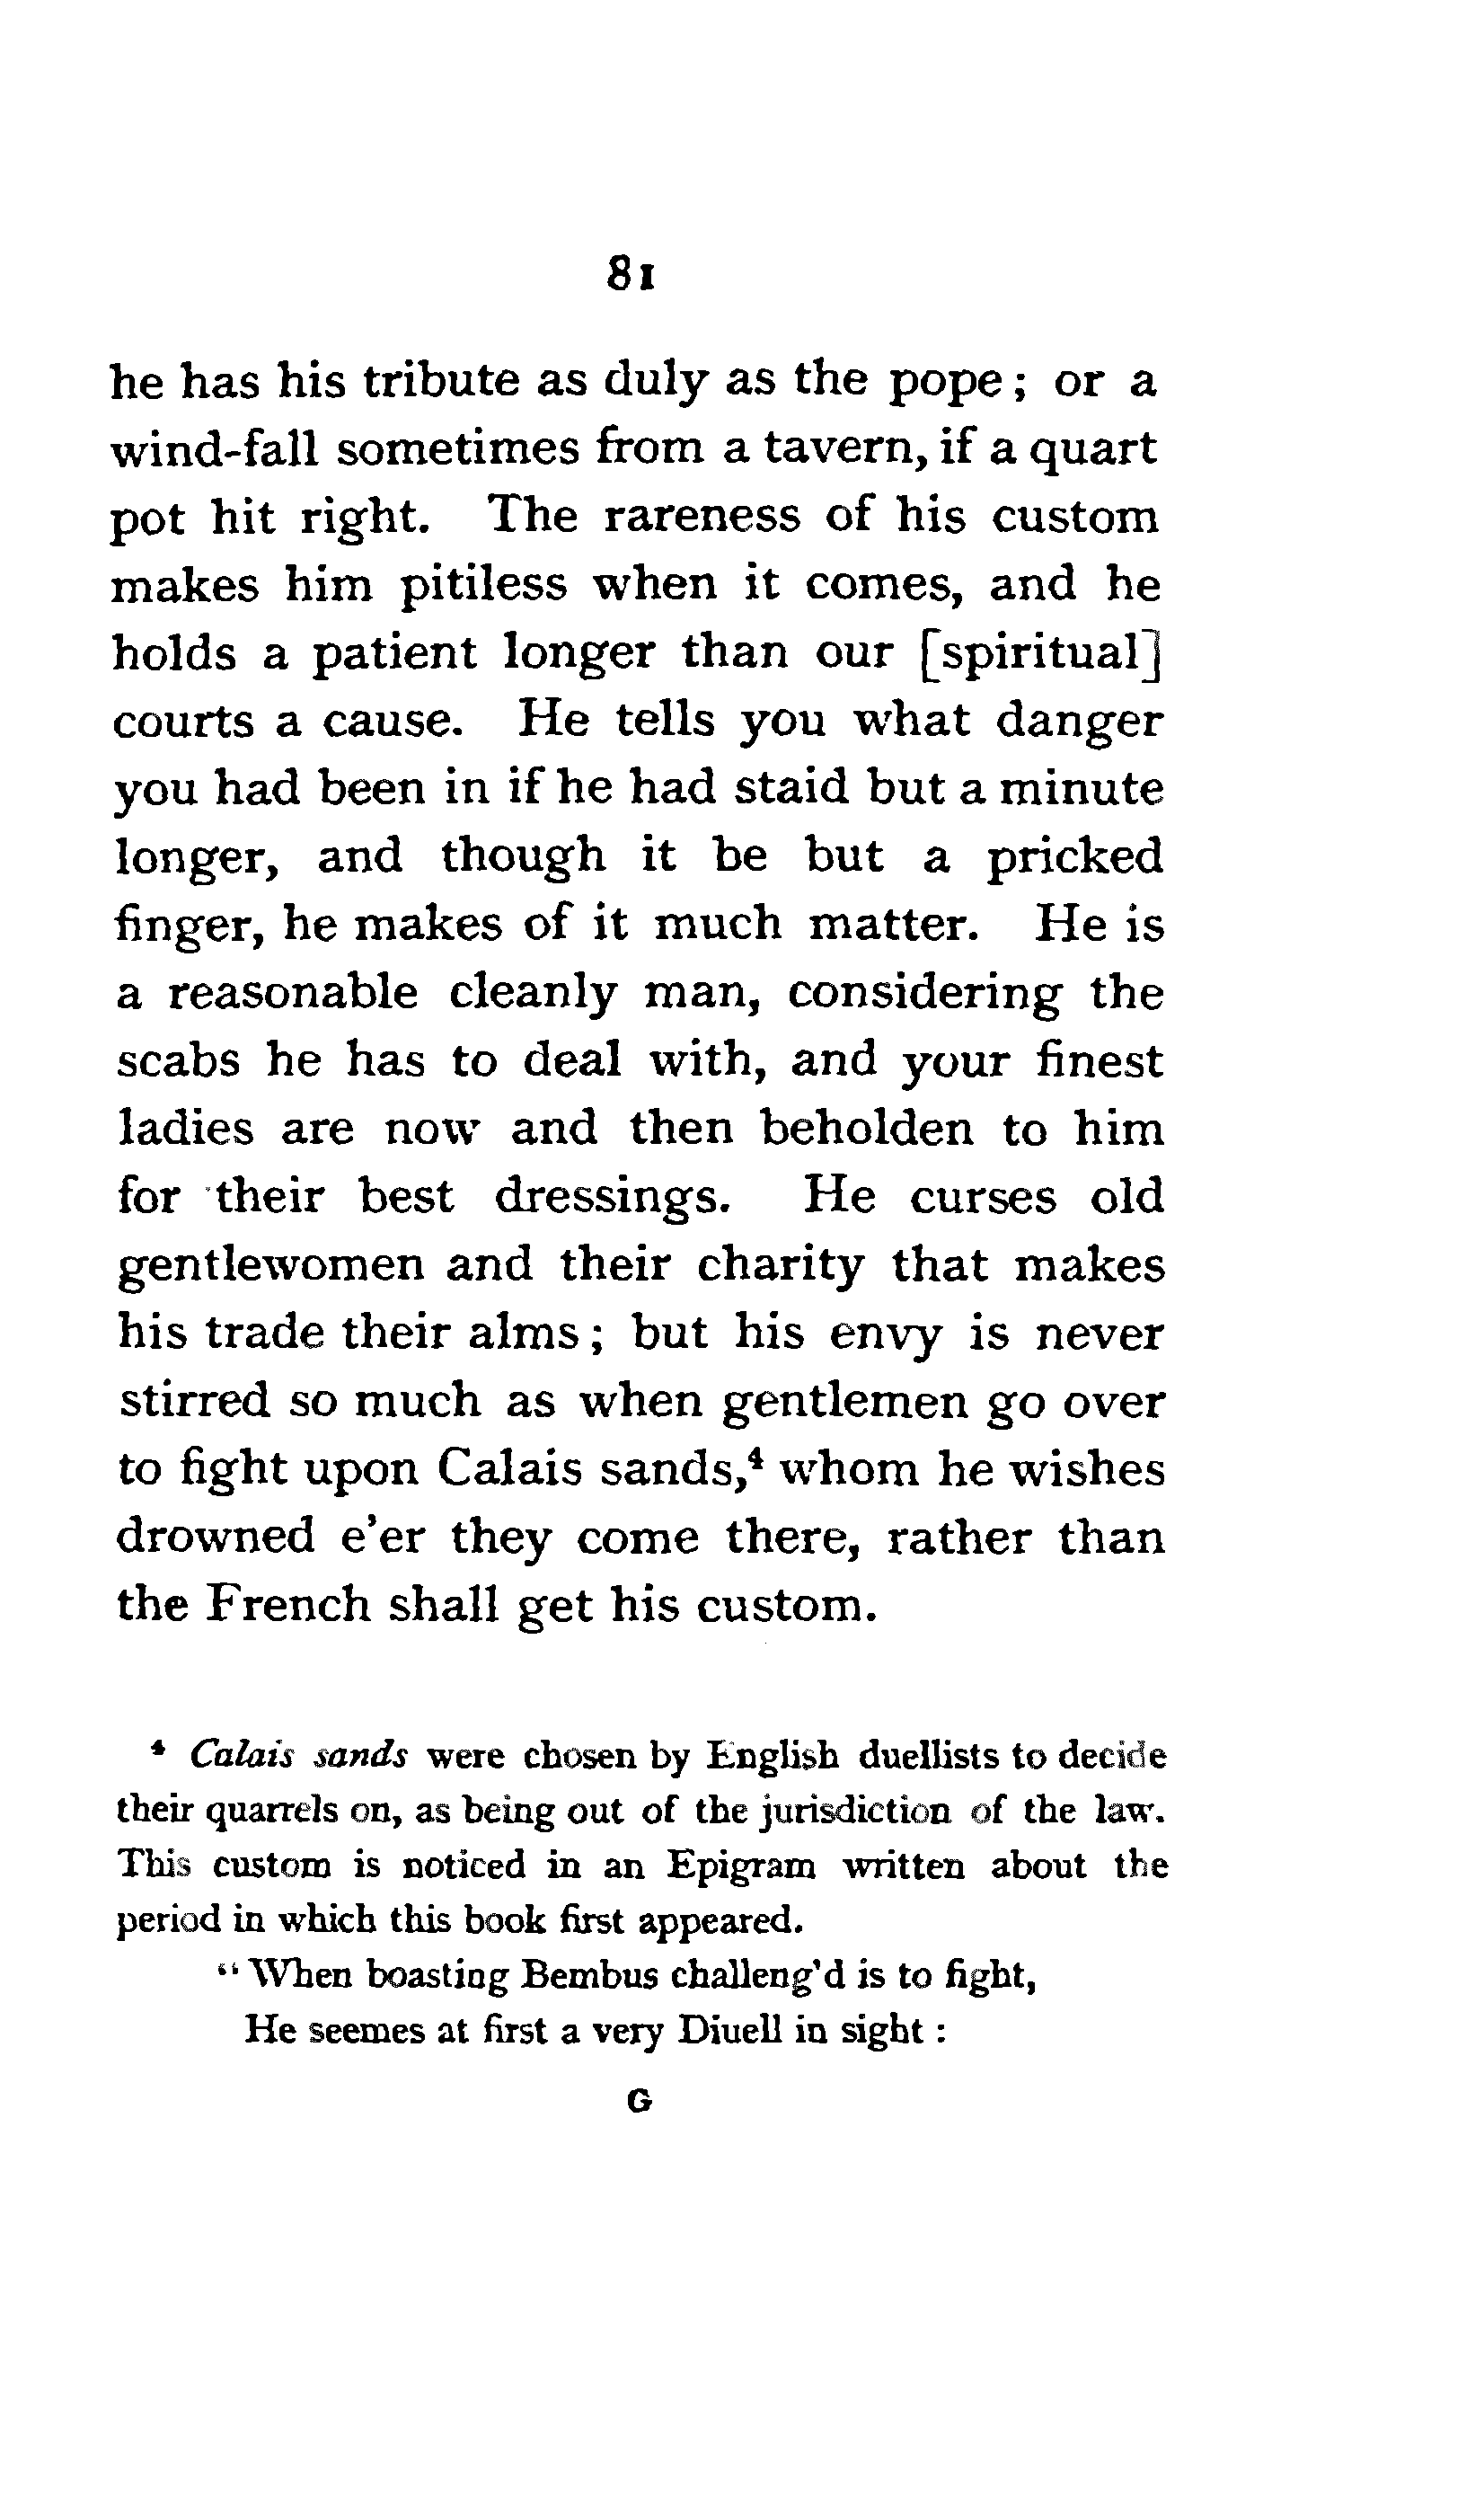 81
he has his tribute as duly as the pope; or a
wind-fall sometimes from a tavern, if a quart
pot hit right. The rareness of his custom
makes him pitiless when it comes, and he
holds a patient longer than our [spiritual]
courts a cause. He tells you what danger
you had been in if he had staid but a minute
longer, and though it be but a pricked
finger, he makes of it much matter. He is
a reasonable cleanly man, considering the
scabs he has to deal with, and your finest
ladies are now and then beholden to him
for their best dressings. He curses old
gentlewomen and their charity that makes
his trade their alms; but his envy is never
stirred so much as when gentlemen go over
to fight upon Calais sands,⁴ whom he wishes
drowned e'er they come there, rather than
the French shall get his custom.
⁴ Calais sands were chosen by English duellists to decide
their quarrels on, as being out of the jurisdiction of the law.
This custom is noticed in an Epigram written about the
period in which this book first appeared.
"When boasting Bembus challeng'd is to fight,
He seemes at first a very Diuell in sight:
G